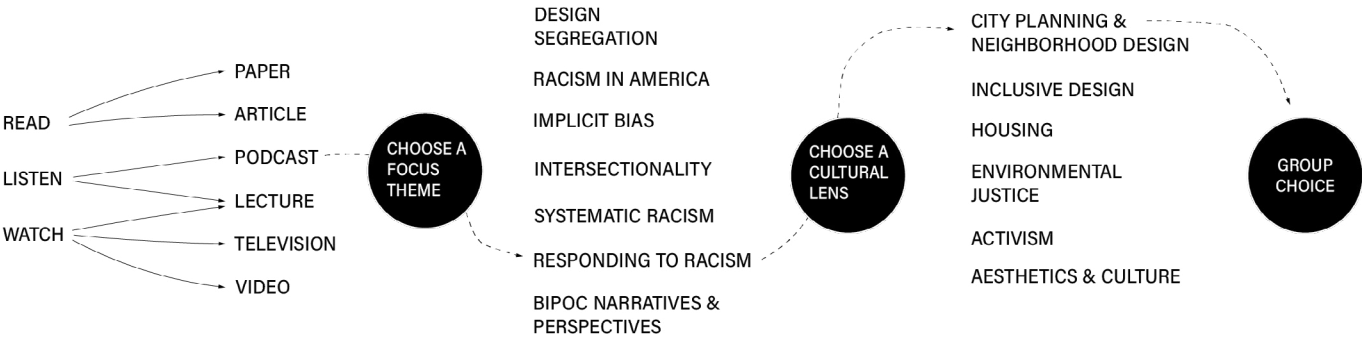 READ
LISTEN
WATCH
PAPER
ARTICLE
PODCAST
LECTURE
TELEVISION
VIDEO
CHOOSE A
FOCUS
THEME
DESIGN
SEGREGATION
RACISM IN AMERICA
IMPLICIT BIAS
INTERSECTIONALITY
SYSTEMATIC RACISM
RESPONDING TO RACISM
BIPOC NARRATIVES &
PERSPECTIVES
CHOOSE A
CULTURAL
LENS
CITY PLANNING &
NEIGHBORHOOD DESIGN
INCLUSIVE DESIGN
HOUSING
ENVIRONMENTAL
JUSTICE
ACTIVISM
AESTHETICS & CULTURE
GROUP
CHOICE